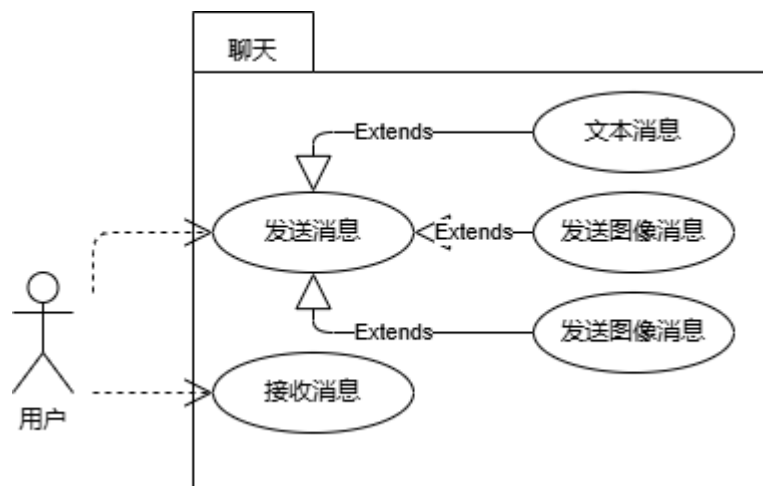 聊天
Extends
文本消息
发送消息
Extends
发送图像消息
Extends
发送图像消息
接收消息
用户